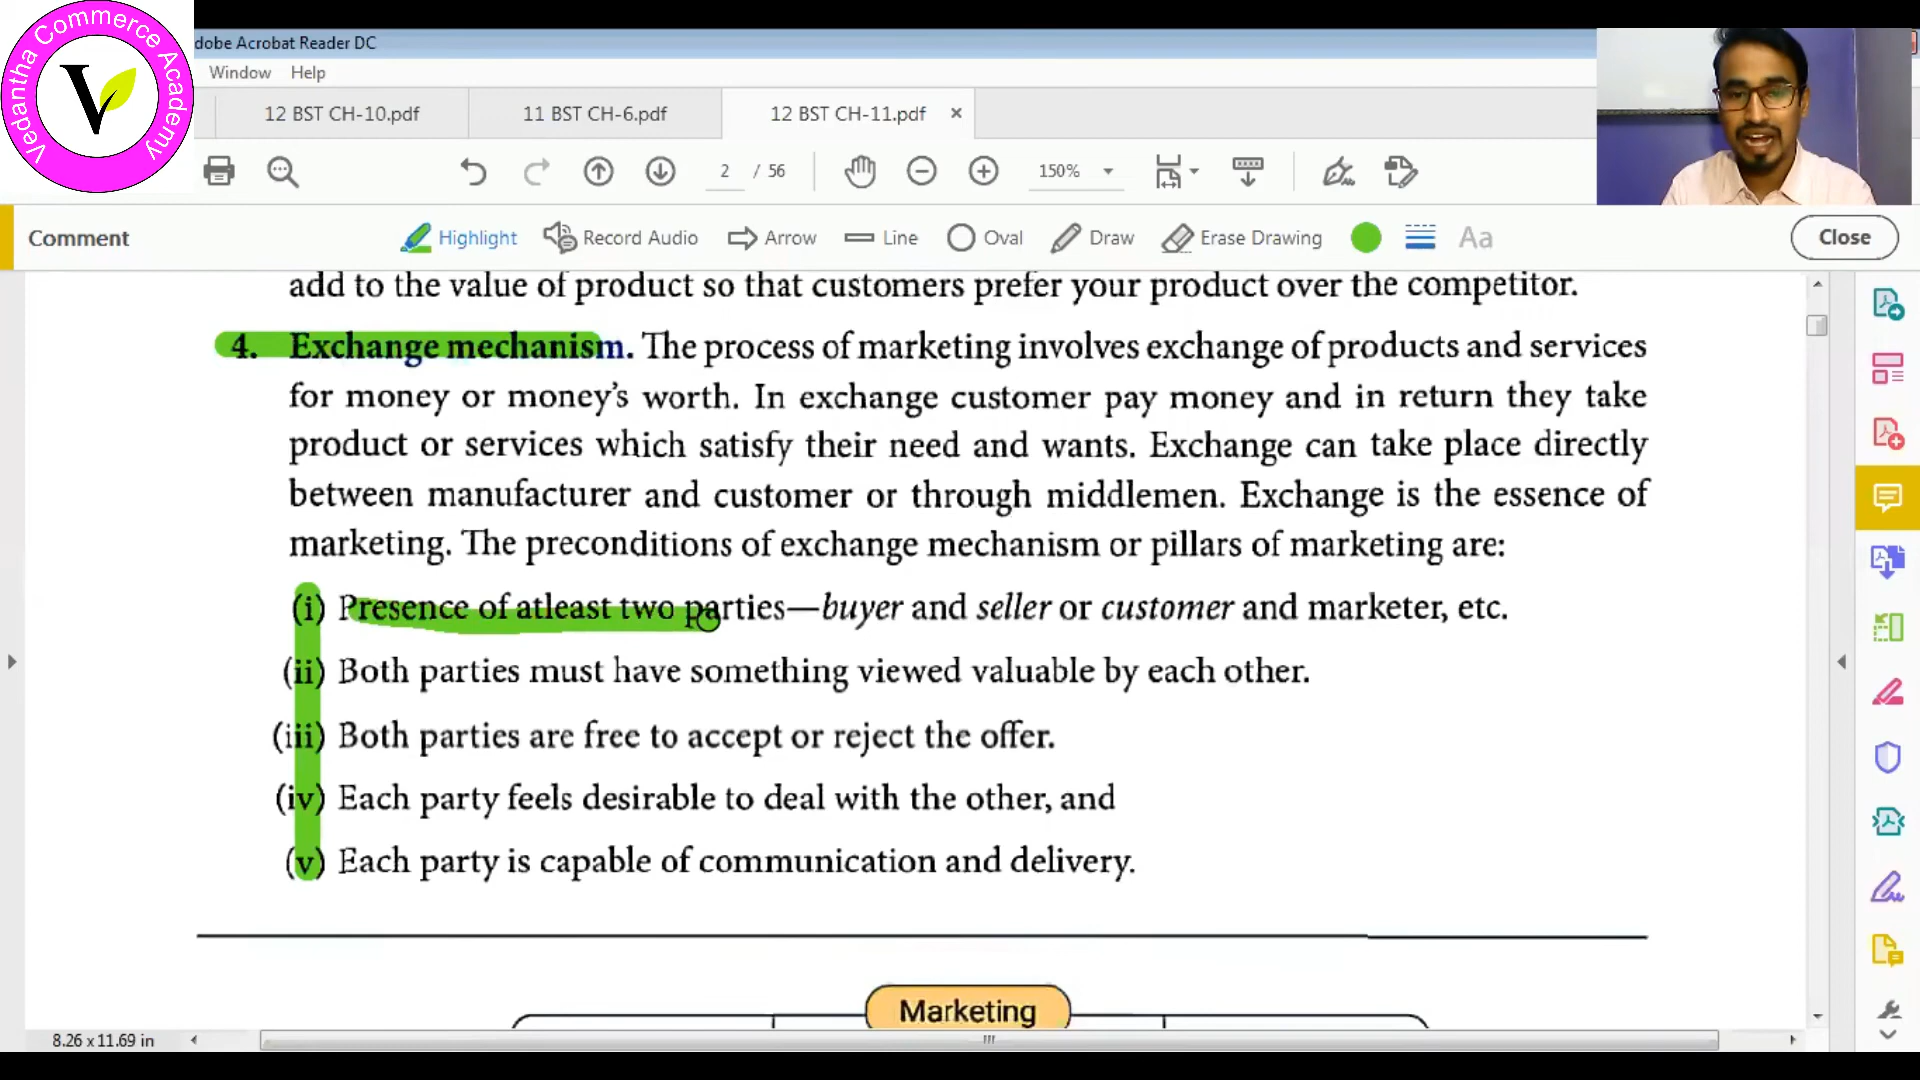 Vedantha Commerce Academy
V
dobe Acrobat Reader DC
Window Help
12 BST CH-10.pdf 11 BST CH-6.pdf 12 BST CH-11.pdf ×
2 / 56 150%
Comment Highlight Record Audio Arrow Line Oval Draw Erase Drawing Aa Close
add to the value of product so that customers prefer your product over the competitor.
4. Exchange mechanism. The process of marketing involves exchange of products and services
for money or money’s worth. In exchange customer pay money and in return they take
product or services which satisfy their need and wants. Exchange can take place directly
between manufacturer and customer or through middlemen. Exchange is the essence of
marketing. The preconditions of exchange mechanism or pillars of marketing are:
(i) Presence of atleast two parties—buyer and seller or customer and marketer, etc.
(ii) Both parties must have something viewed valuable by each other.
(iii) Both parties are free to accept or reject the offer.
(iv) Each party feels desirable to deal with the other, and
(v) Each party is capable of communication and delivery.
Marketing
8.26 x 11.69 in